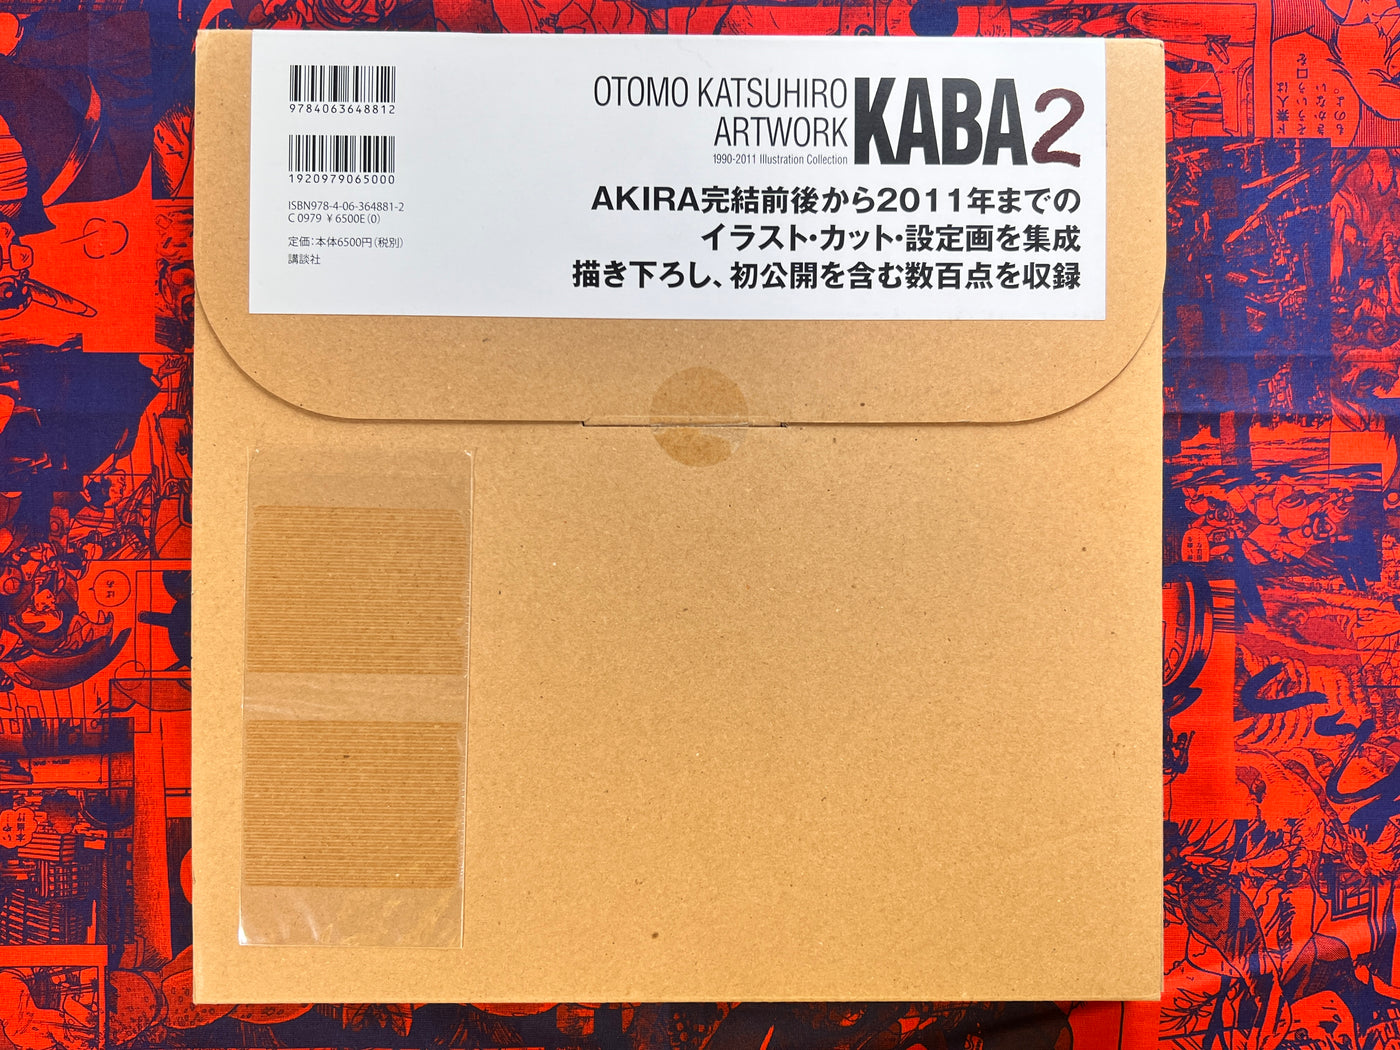 9784063648812
1920979065000
ISBN978-4-06-364881-2
C0979 ¥6500E(0)
定価:本体6500円(税別)
講談社
OTOMO KATSUHIRO
ARTWORK
KABA2
1990-2011 Illustration Collection
AKIRA完結前後から2011年までの
イラスト・カット・設定画を集成
描き下ろし、初公開を含む数百点を収録